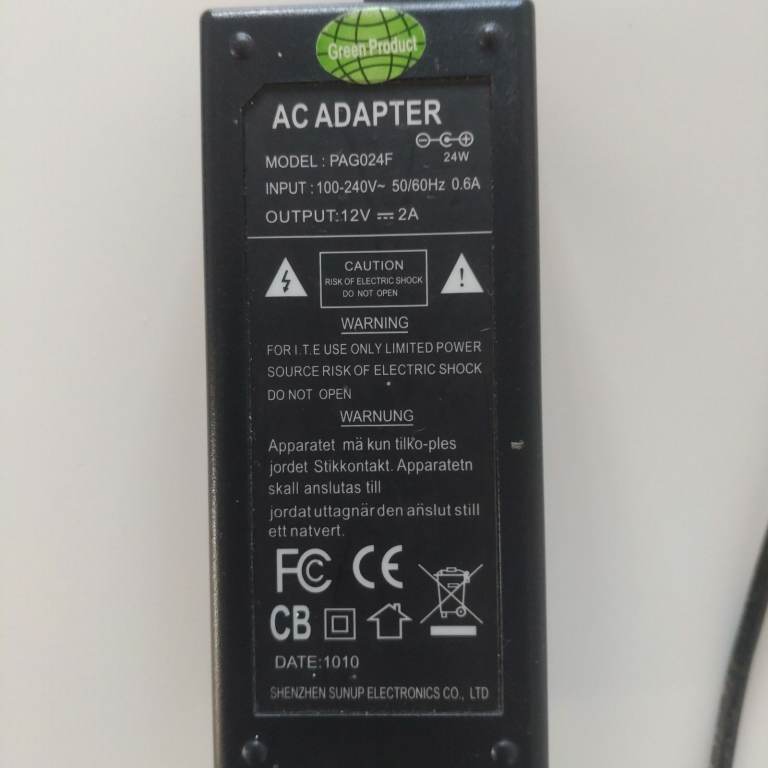 Green Product
AC ADAPTER
MODEL : PAG024F
24W
INPUT : 100-240V~ 50/60Hz 0.6A
OUTPUT:12V ⎓ 2A
CAUTION
RISK OF ELECTRIC SHOCK
DO NOT OPEN
WARNING
FOR I.T.E USE ONLY LIMITED POWER
SOURCE RISK OF ELECTRIC SHOCK
DO NOT OPEN
WARNUNG
Apparatet mä kun tilko-ples
jordet Stikkontakt. Apparatetn
skall anslutas till
jordat uttagnär den añslut still
ett natvert.
FC CE
CB
DATE:1010
SHENZHEN SUNUP ELECTRONICS CO., LTD